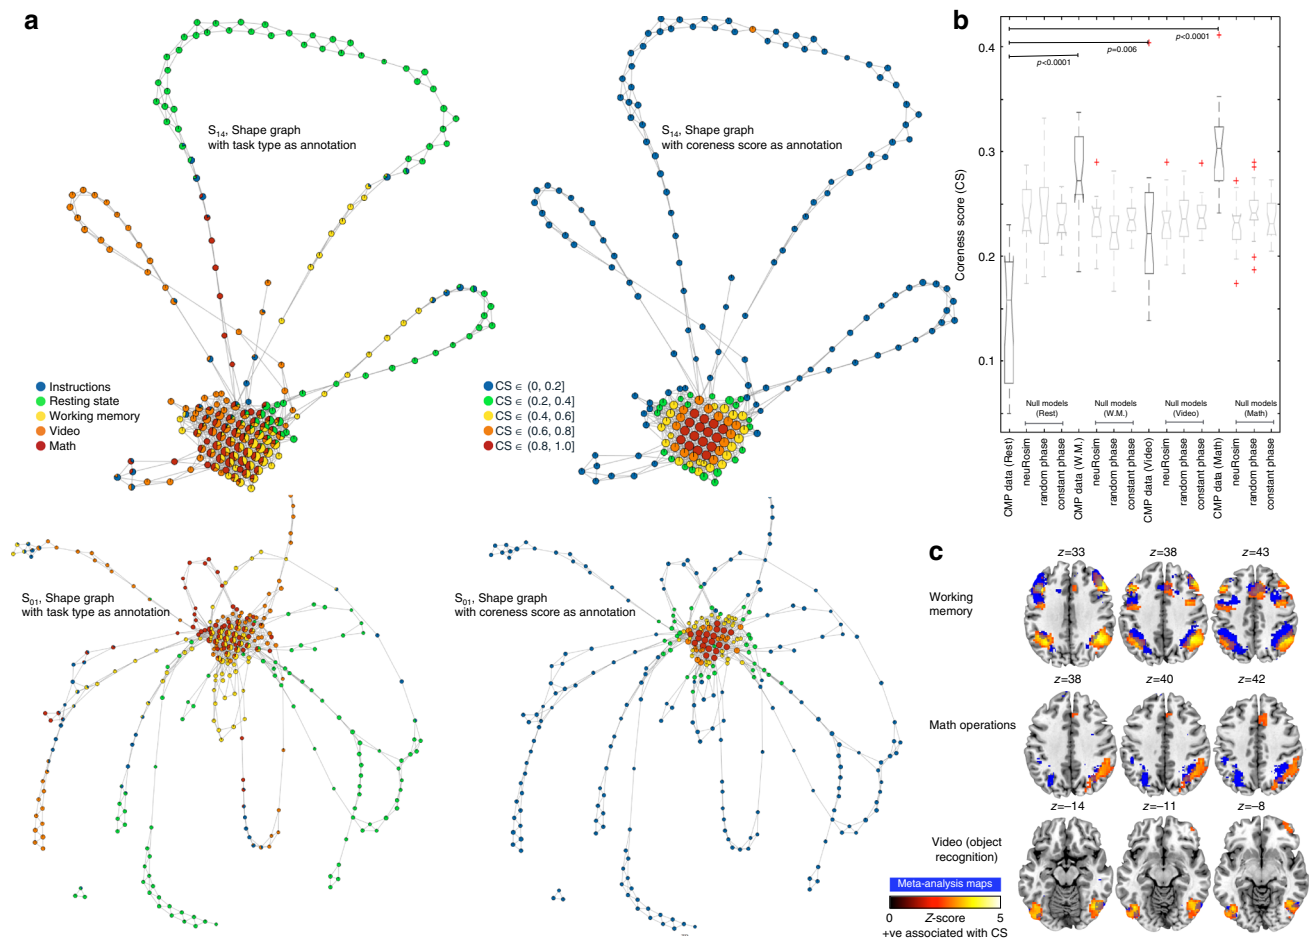 a
S14, Shape graph
with task type as annotation
S14, Shape graph
with coreness score as annotation
Instructions
Resting state
Working memory
Video
Math
CS ∈ (0, 0.2]
CS ∈ (0.2, 0.4]
CS ∈ (0.4, 0.6]
CS ∈ (0.6, 0.8]
CS ∈ (0.8, 1.0]
S01, Shape graph
with task type as annotation
S01, Shape graph
with coreness score as annotation
b
Coreness score (CS)
0.4
0.3
0.2
0.1
p<0.0001
p=0.006
p<0.0001
Null models
(Rest)
Null models
(W.M.)
Null models
(Video)
Null models
(Math)
CMP data (Rest)
neuRosim
random phase
constant phase
CMP data (W.M.)
neuRosim
random phase
constant phase
CMP data (Video)
neuRosim
random phase
constant phase
CMP data (Math)
neuRosim
random phase
constant phase
c
z=33
z=38
z=43
Working
memory
z=38
z=40
z=42
Math operations
z=−14
z=−11
z=−8
Video (object
recognition)
Meta-analysis maps
0 Z-score 5
+ve associated with CS